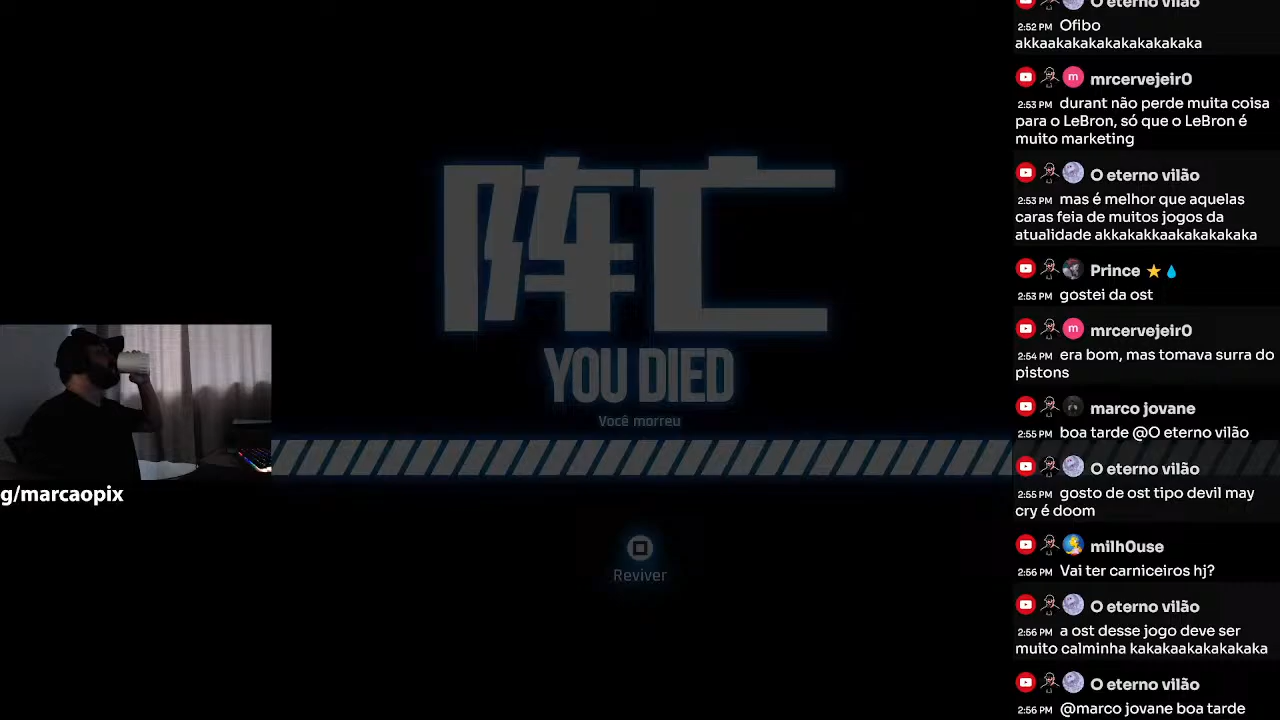 阵亡
YOU DIED
Você morreu
Reviver
g/marcaopix
O eterno vilão
2:52 PM Ofibo
akkaakakakakakakakaka
m mrcervejeir0
2:53 PM durant não perde muita coisa
para o LeBron, só que o LeBron é
muito marketing
O eterno vilão
2:53 PM mas é melhor que aquelas
caras feia de muitos jogos da
atualidade akkakakkaakakakakaka
Prince
2:53 PM gostei da ost
m mrcervejeir0
2:54 PM era bom, mas tomava surra do
pistons
marco jovane
2:55 PM boa tarde @O eterno vilão
O eterno vilão
2:55 PM gosto de ost tipo devil may
cry é doom
milh0use
2:56 PM Vai ter carniceiros hj?
O eterno vilão
2:56 PM a ost desse jogo deve ser
muito calminha kakakaakakakakaka
O eterno vilão
2:56 PM @marco jovane boa tarde